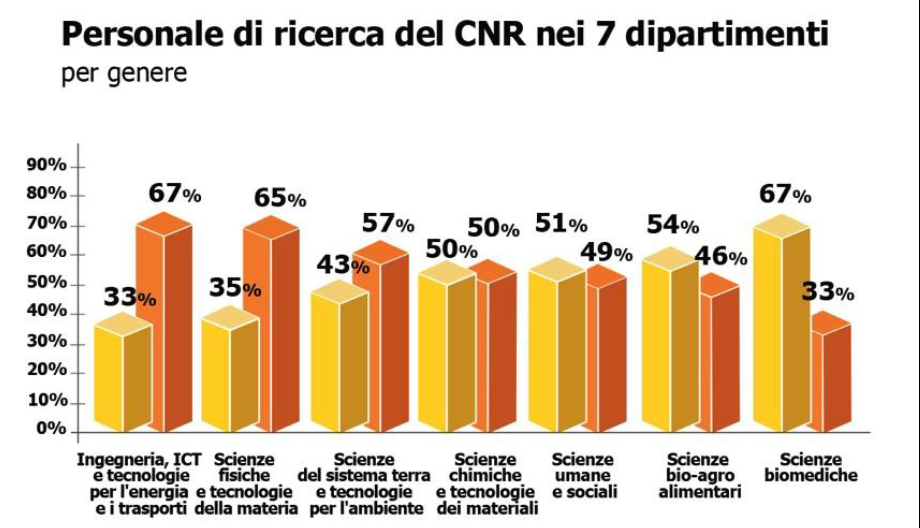 Personale di ricerca del CNR nei 7 dipartimenti
per genere
90%
80%
70%
60%
50%
40%
30%
20%
10%
0%
33%
67%
35%
65%
43%
57%
50%
50%
51%
49%
54%
46%
67%
33%
Ingegneria, ICT
e tecnologie
per l'energia
e i trasporti
Scienze
fisiche
e tecnologie
della materia
Scienze
del sistema terra
e tecnologie
per l'ambiente
Scienze
chimiche
e tecnologie
dei materiali
Scienze
umane
e sociali
Scienze
bio-agro
alimentari
Scienze
biomediche